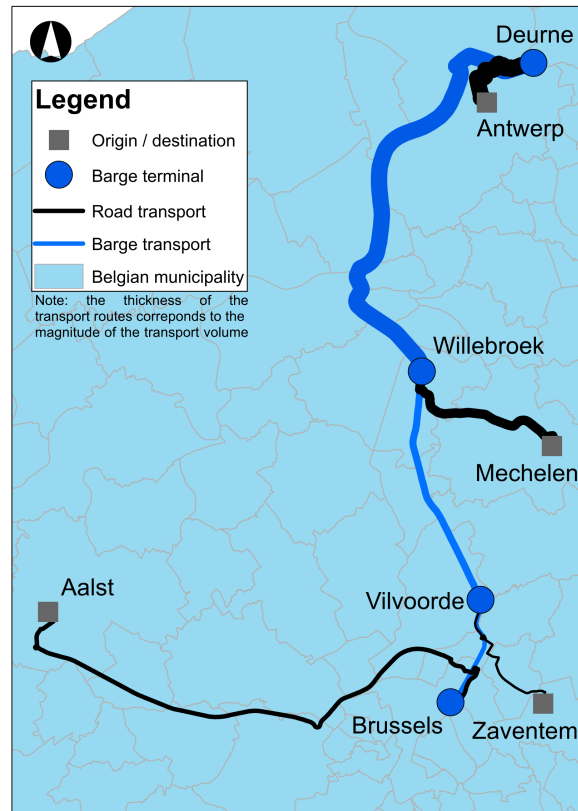 Deurne
Legend
Origin / destination
Antwerp
Barge terminal
Road transport
Barge transport
Belgian municipality
Note: the thickness of the
transport routes correponds to the
magnitude of the transport volume
Willebroek
Mechelen
Aalst
Vilvoorde
Brussels
Zaventem